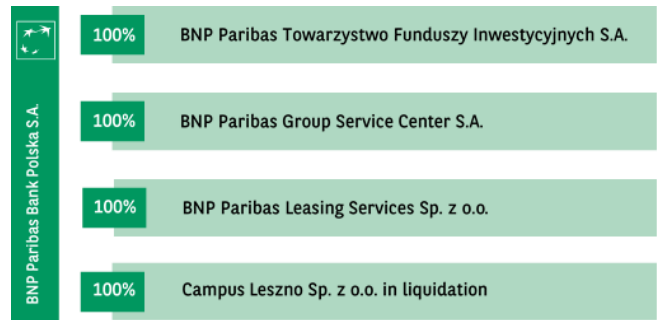 BNP Paribas Bank Polska S.A.
100% BNP Paribas Towarzystwo Funduszy Inwestycyjnych S.A.
100% BNP Paribas Group Service Center S.A.
100% BNP Paribas Leasing Services Sp. z o.o.
100% Campus Leszno Sp. z o.o. in liquidation